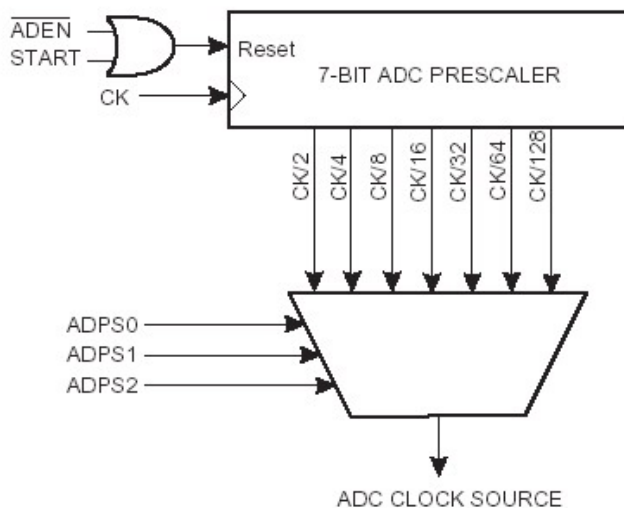 ADEN
START
Reset
7-BIT ADC PRESCALER
CK
CK/2
CK/4
CK/8
CK/16
CK/32
CK/64
CK/128
ADPS0
ADPS1
ADPS2
ADC CLOCK SOURCE